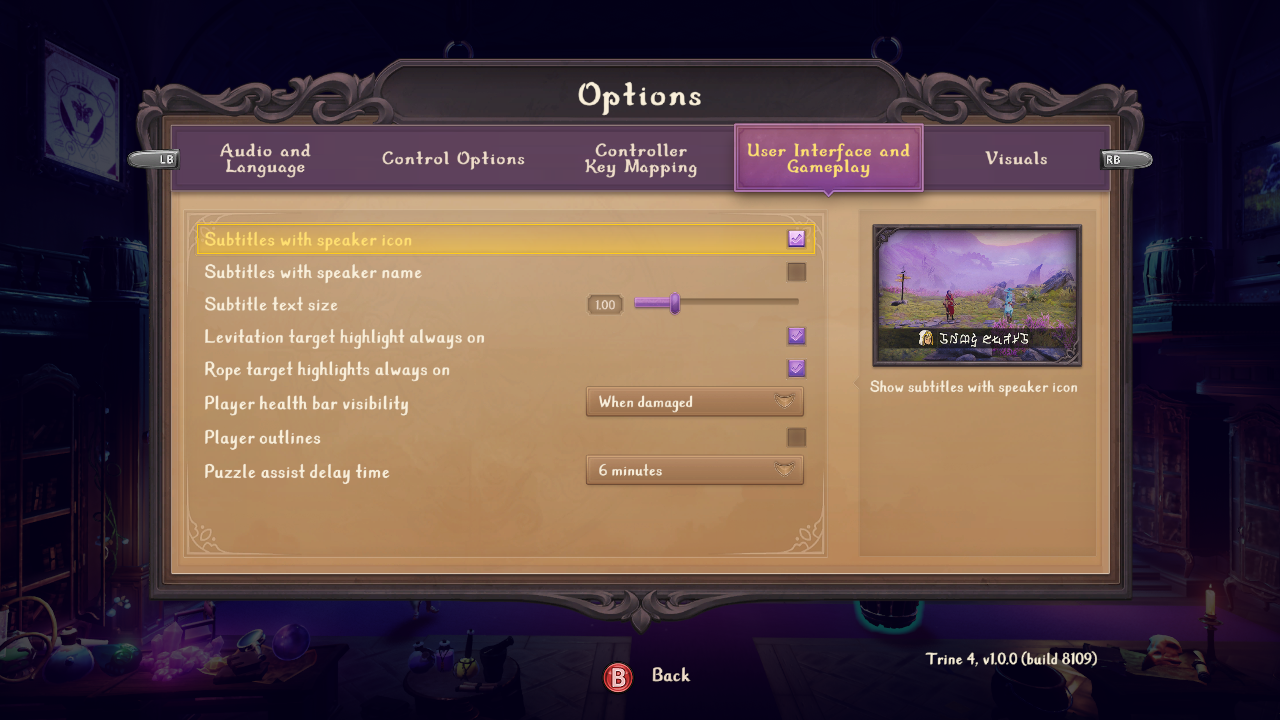 Options
LB
Audio and
Language
Control Options
Controller
Key Mapping
User Interface and
Gameplay
Visuals
RB
Subtitles with speaker icon
Subtitles with speaker name
Subtitle text size
1.00
Levitation target highlight always on
Rope target highlights always on
Player health bar visibility
When damaged
Player outlines
Puzzle assist delay time
6 minutes
Show subtitles with speaker icon
B
Back
Trine 4, v1.0.0 (build 8109)